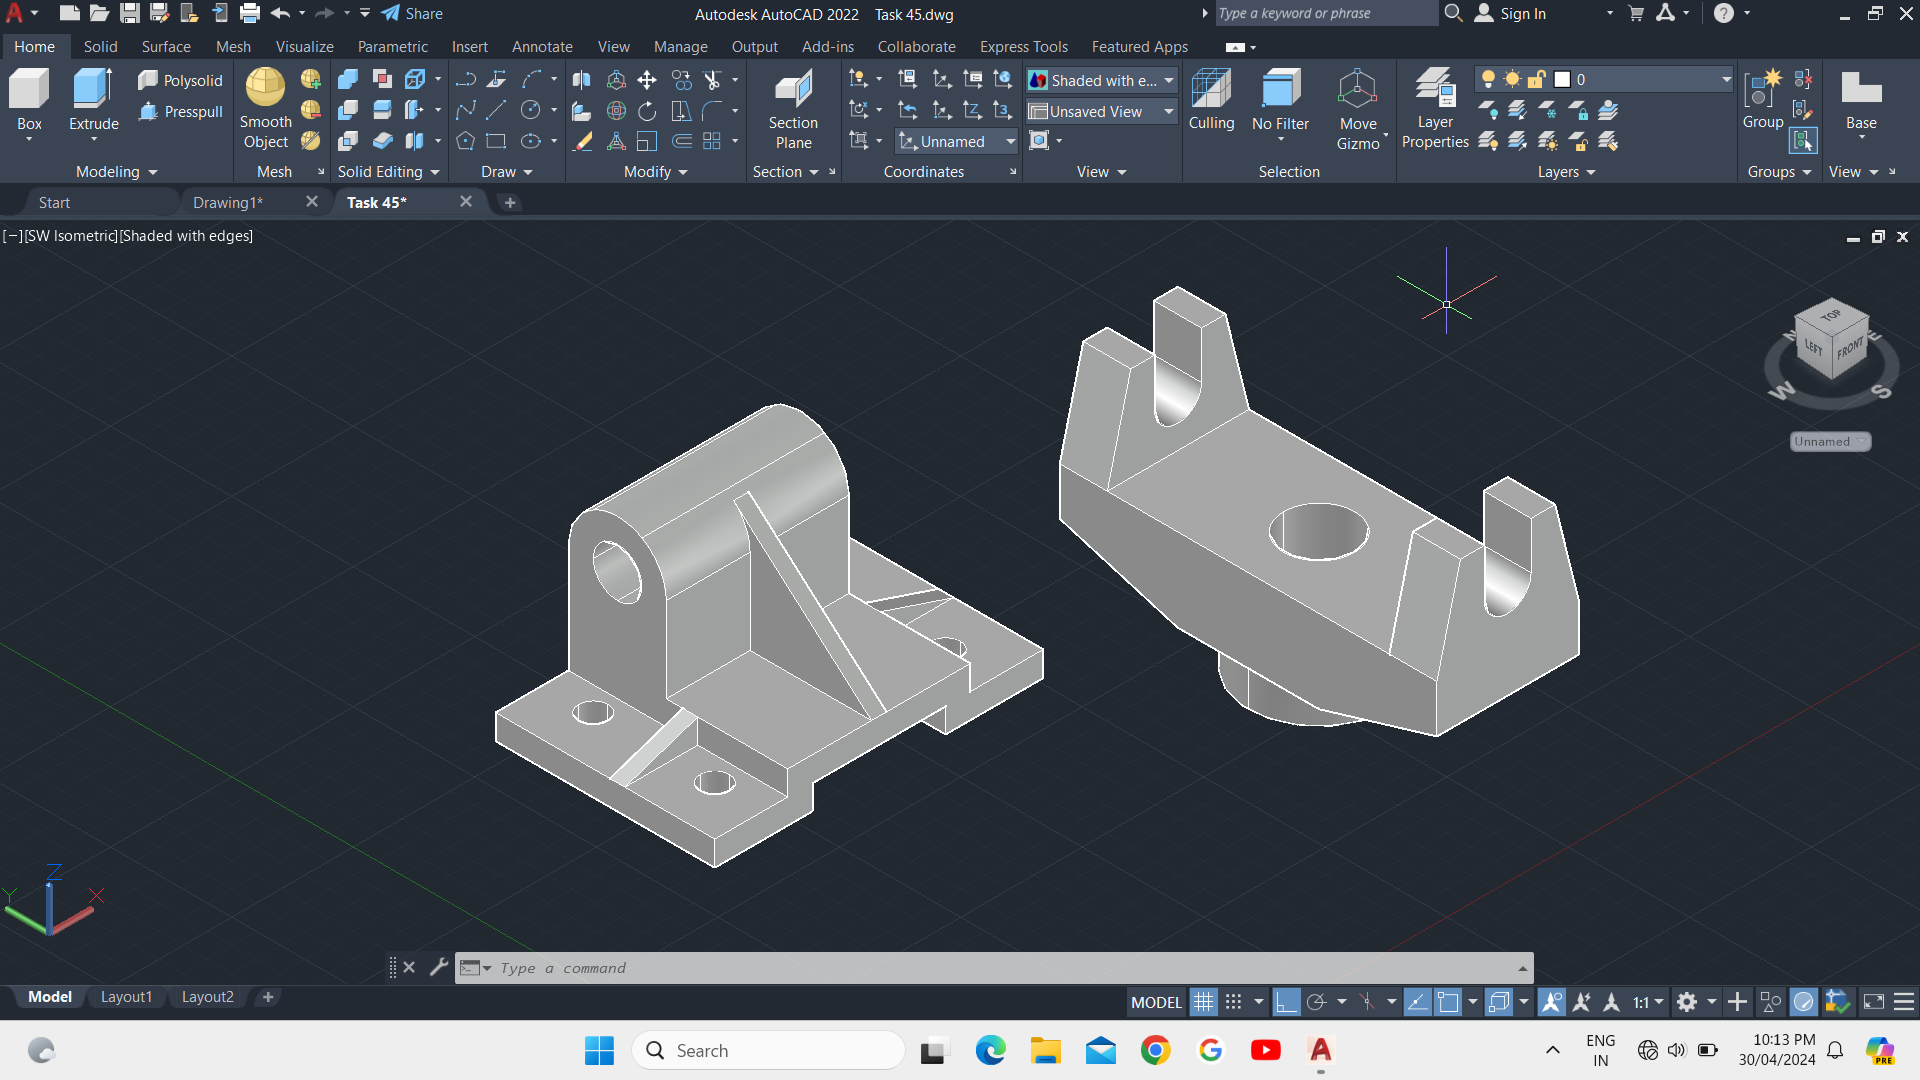 Share
Autodesk AutoCAD 2022 Task 45.dwg
Type a keyword or phrase
Sign In
Home Solid Surface Mesh Visualize Parametric Insert Annotate View Manage Output Add-ins Collaborate Express Tools Featured Apps
Box
Extrude
Polysolid
Presspull
Smooth
Object
Section
Plane
Shaded with e...
Unsaved View
Unnamed
Culling
No Filter
Move
Gizmo
Layer
Properties
0
Group
Base
Modeling Mesh Solid Editing Draw Modify Section Coordinates View Selection Layers Groups View
Start Drawing1* Task 45*
[−][SW Isometric][Shaded with edges]
TOP
LEFT
FRONT
N
E
W
S
Unnamed
Z
Y
X
Type a command
Model Layout1 Layout2
MODEL
1:1
Search
ENG
IN
10:13 PM
30/04/2024
PRE